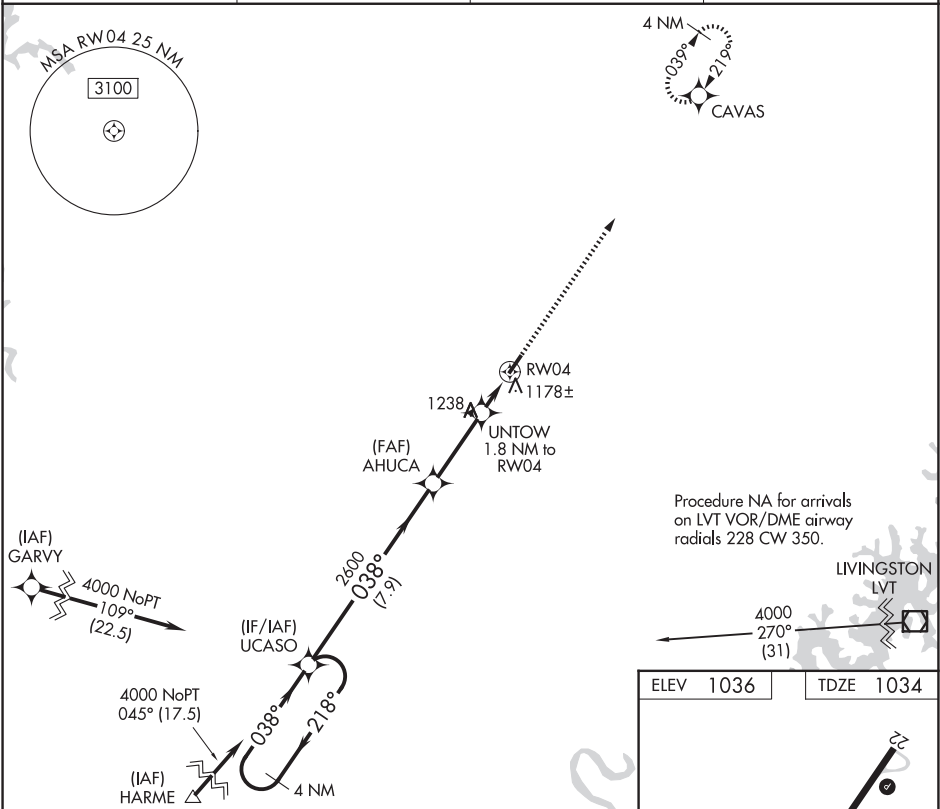 MSA RW04 25 NM
3100
4 NM
039°
219°
CAVAS
RW04
1178±
1238
UNTOW
1.8 NM to
RW04
(FAF)
AHUCA
Procedure NA for arrivals
on LVT VOR/DME airway
radials 228 CW 350.
(IAF)
GARVY
4000 NoPT
109°
(22.5)
2600
038°
(7.9)
LIVINGSTON
LVT
4000
270°
(31)
(IF/IAF)
UCASO
4000 NoPT
045° (17.5)
038°
218°
4 NM
(IAF)
HARME
ELEV 1036
TDZE 1034
22
P